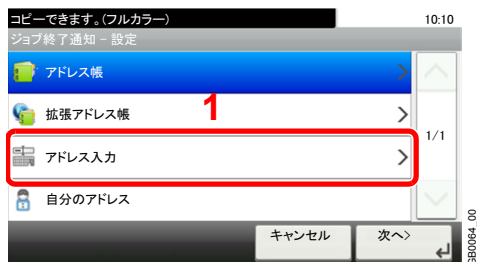 コピーできます。(フルカラー)
10:10
ジョブ終了通知 - 設定
アドレス帳
拡張アドレス帳
1
1/1
アドレス入力
自分のアドレス
キャンセル
次へ>
GB0064_00